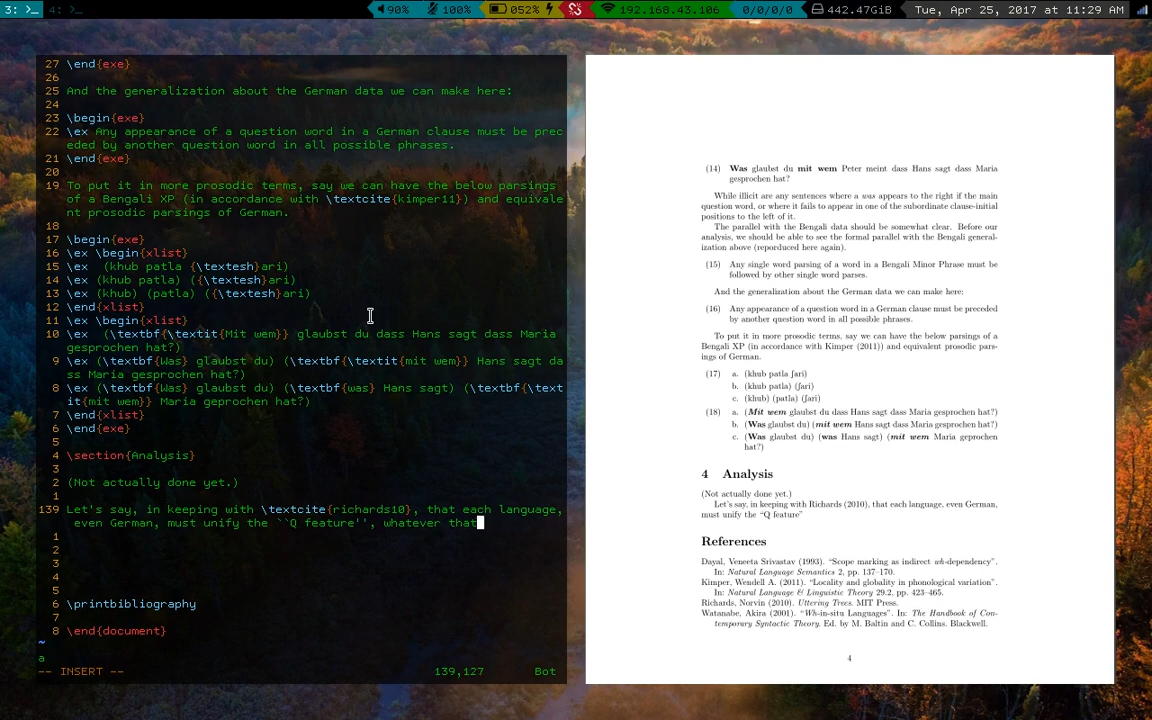 3: >_ 4: >_ 90% 100% 052% 192.168.43.106 0/0/0/0 442.47GiB Tue, Apr 25, 2017 at 11:29 AM
27 \end{exe}
26
25 And the generalization about the German data we can make here:
24
23 \begin{exe}
22 \ex Any appearance of a question word in a German clause must be prec
eded by another question word in all possible phrases.
21 \end{exe}
20
19 To put it in more prosodic terms, say we can have the below parsings
of a Bengali XP (in accordance with \textcite{kimper11}) and equivale
nt prosodic parsings of German.
18
17 \begin{exe}
16 \ex \begin{xlist}
15 \ex  (khub patla {\textesh}ari)
14 \ex (khub patla) ({\textesh}ari)
13 \ex (khub) (patla) ({\textesh}ari)
12 \end{xlist}
11 \ex \begin{xlist}
10 \ex  (\textbf{\textit{Mit wem}} glaubst du dass Hans sagt dass Maria
gesprochen hat?)
9 \ex (\textbf{Was} glaubst du) (\textbf{\textit{mit wem}} Hans sagt da
ss Maria gesprochen hat?)
8 \ex (\textbf{Was} glaubst du) (\textbf{was} Hans sagt) (\textbf{\text
it{mit wem}} Maria geprochen hat?)
7 \end{xlist}
6 \end{exe}
5
4 \section{Analysis}
3
2 (Not actually done yet.)
1
139 Let's say, in keeping with \textcite{richards10}, that each language,
even German, must unify the ``Q feature'', whatever that
1
2
3
4
5
6 \printbibliography
7
8 \end{document}
~
a
-- INSERT -- 139,127 Bot
(14) Was glaubst du mit wem Peter meint dass Hans sagt dass Maria
gesprochen hat?
While illicit are any sentences where a was appears to the right if the main
question word, or where it fails to appear in one of the subordinate clause-initial
positions to the left of it.
The parallel with the Bengali data should be somewhat clear. Before our
analysis, we should be able to see the formal parallel with the Bengali general-
ization above (reporduced here again).
(15) Any single word parsing of a word in a Bengali Minor Phrase must be
followed by other single word parses.
And the generalization about the German data we can make here:
(16) Any appearance of a question word in a German clause must be preceded
by another question word in all possible phrases.
To put it in more prosodic terms, say we can have the below parsings of a
Bengali XP (in accordance with Kimper (2011)) and equivalent prosodic pars-
ings of German.
(17) a. (khub patla ʃari)
b. (khub patla) (ʃari)
c. (khub) (patla) (ʃari)
(18) a. (Mit wem glaubst du dass Hans sagt dass Maria gesprochen hat?)
b. (Was glaubst du) (mit wem Hans sagt dass Maria gesprochen hat?)
c. (Was glaubst du) (was Hans sagt) (mit wem Maria geprochen
hat?)
4 Analysis
(Not actually done yet.)
Let's say, in keeping with Richards (2010), that each language, even German,
must unify the “Q feature”
References
Dayal, Veneeta Srivastav (1993). “Scope marking as indirect wh-dependency”.
In: Natural Language Semantics 2, pp. 137–170.
Kimper, Wendell A. (2011). “Locality and globality in phonological variation”.
In: Natural Language & Linguistic Theory 29.2, pp. 423–465.
Richards, Norvin (2010). Uttering Trees. MIT Press.
Watanabe, Akira (2001). “Wh-in-situ Languages”. In: The Handbook of Con-
temporary Syntactic Theory. Ed. by M. Baltin and C. Collins. Blackwell.
4